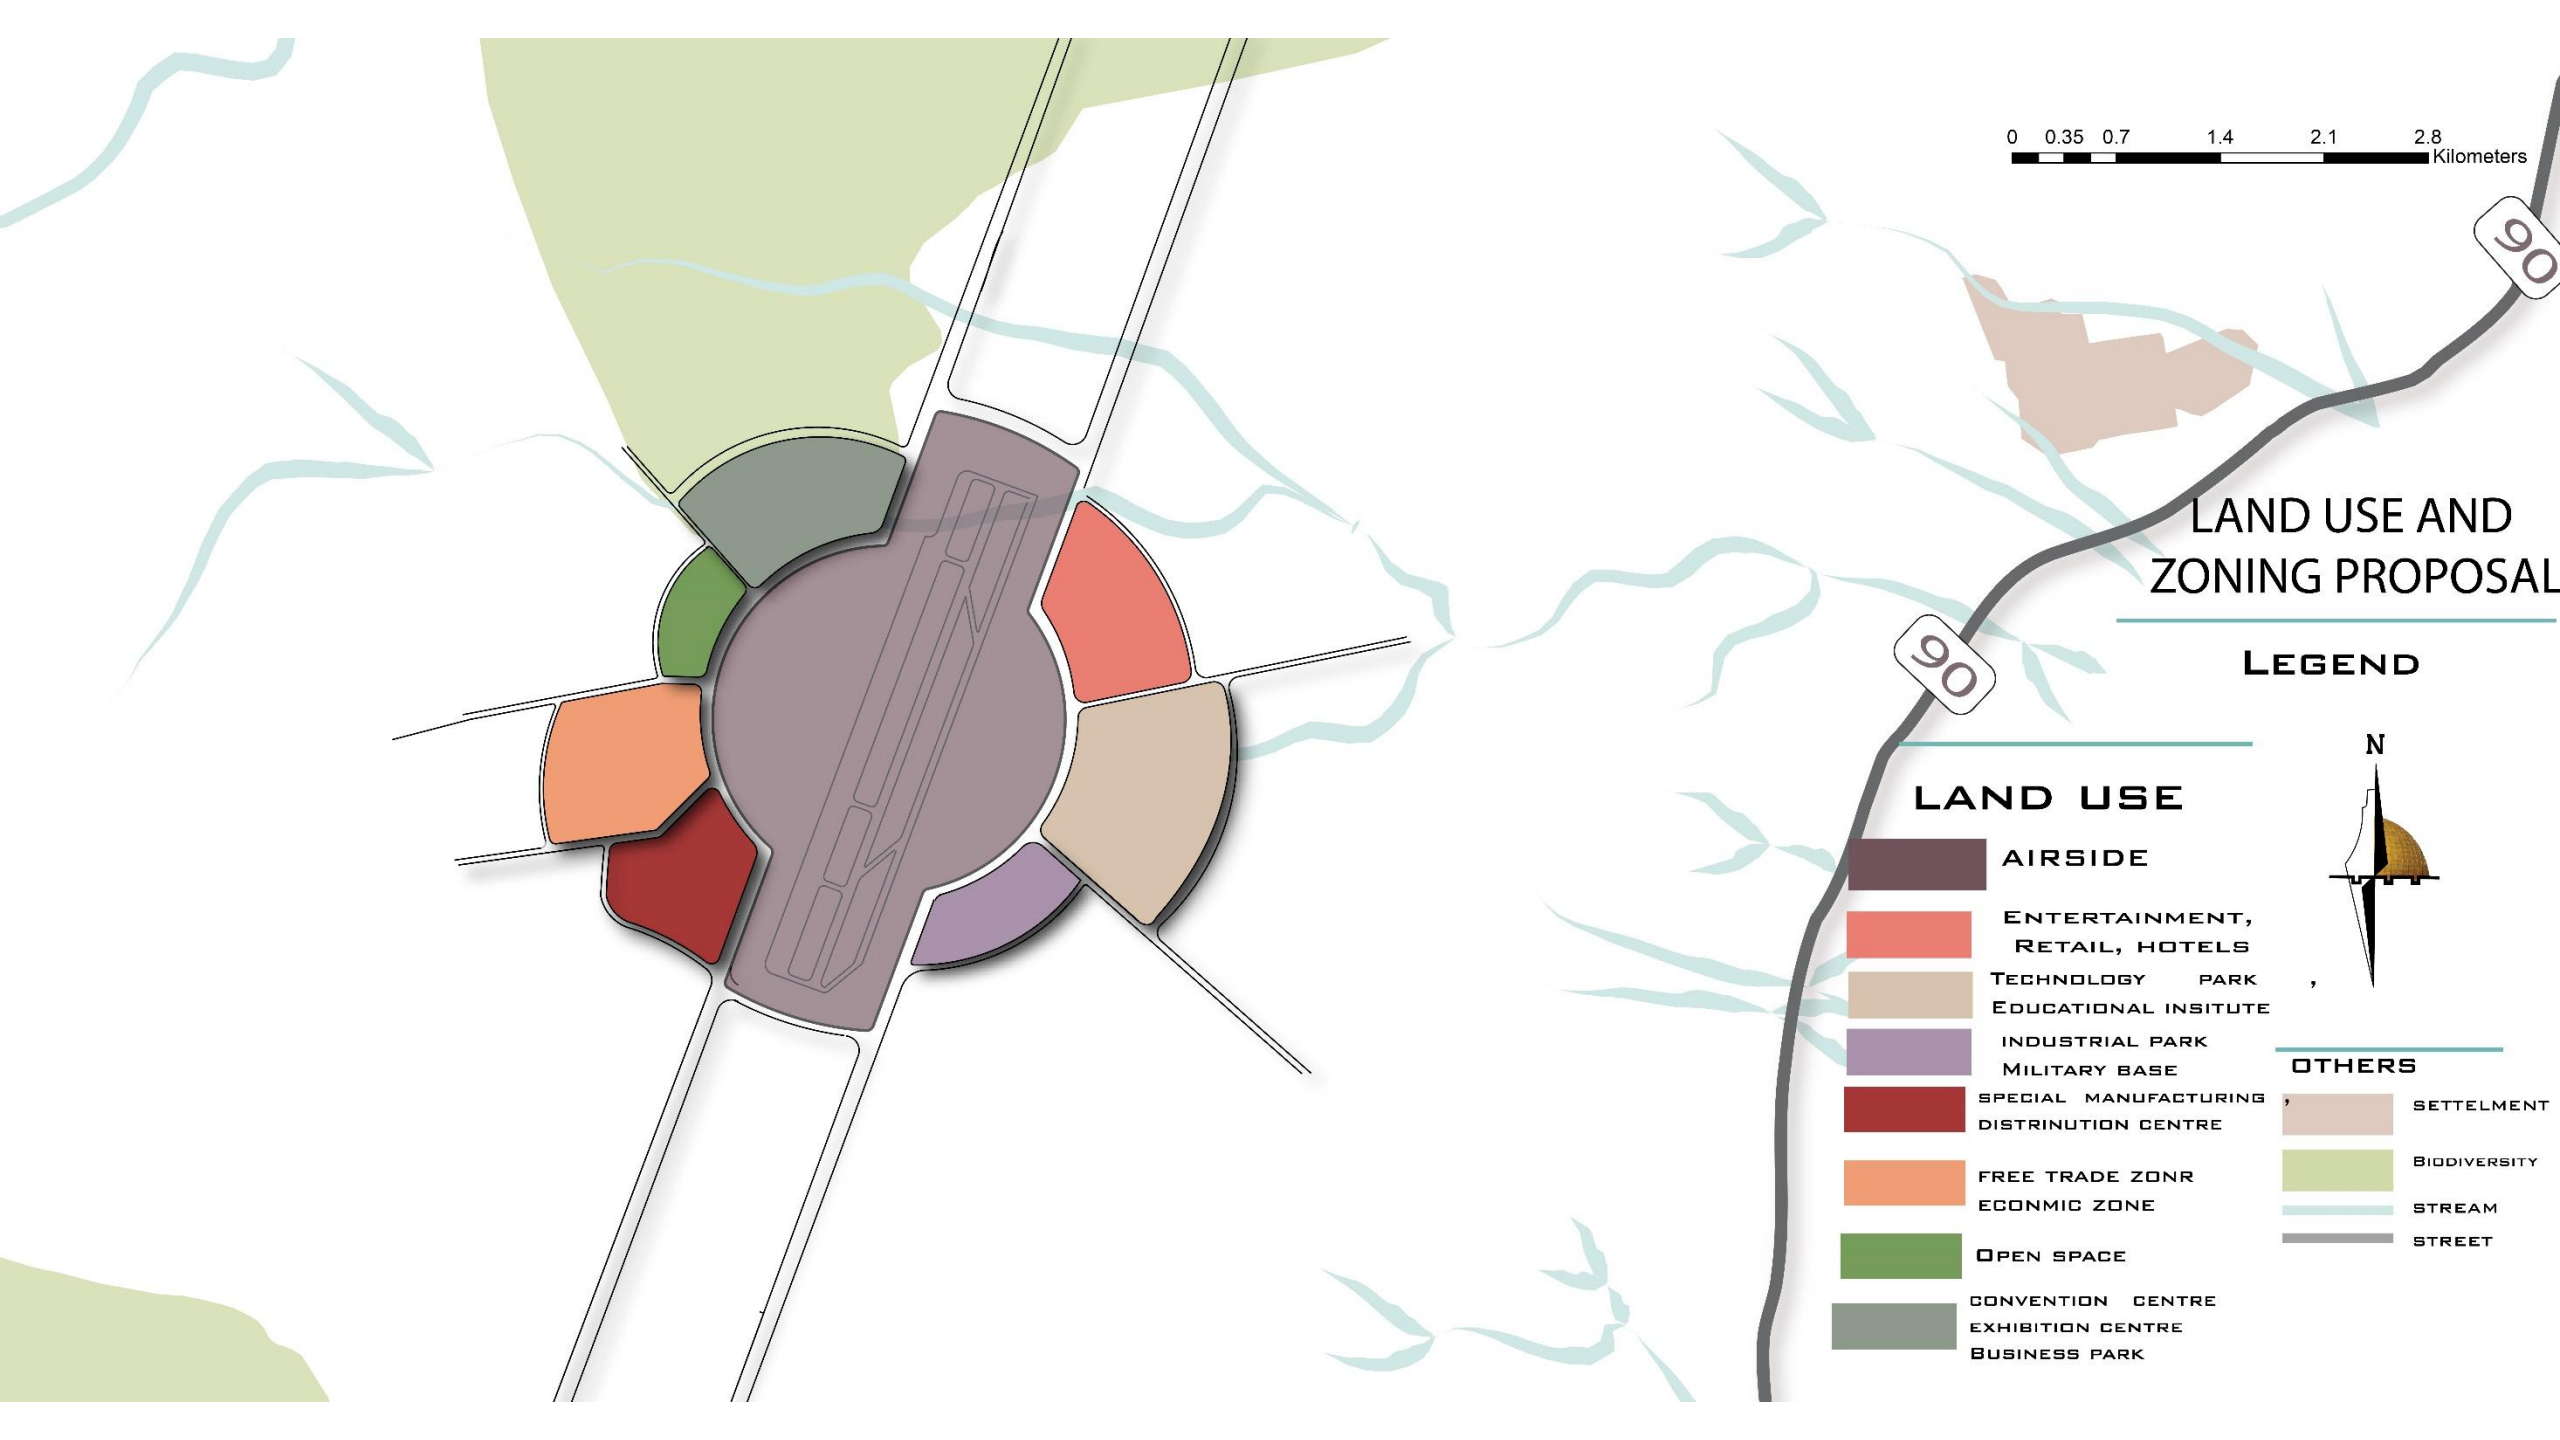 0 0.35 0.7 1.4 2.1 2.8
Kilometers
90
LAND USE AND
ZONING PROPOSAL
90
LEGEND
N
LAND USE
AIRSIDE
ENTERTAINMENT,
RETAIL, HOTELS
TECHNOLOGY PARK ,
EDUCATIONAL INSITUTE
INDUSTRIAL PARK
MILITARY BASE
SPECIAL MANUFACTURING ,
DISTRINUTION CENTRE
FREE TRADE ZONR
ECONMIC ZONE
OPEN SPACE
CONVENTION CENTRE
EXHIBITION CENTRE
BUSINESS PARK
OTHERS
SETTELMENT
BIODIVERSITY
STREAM
STREET